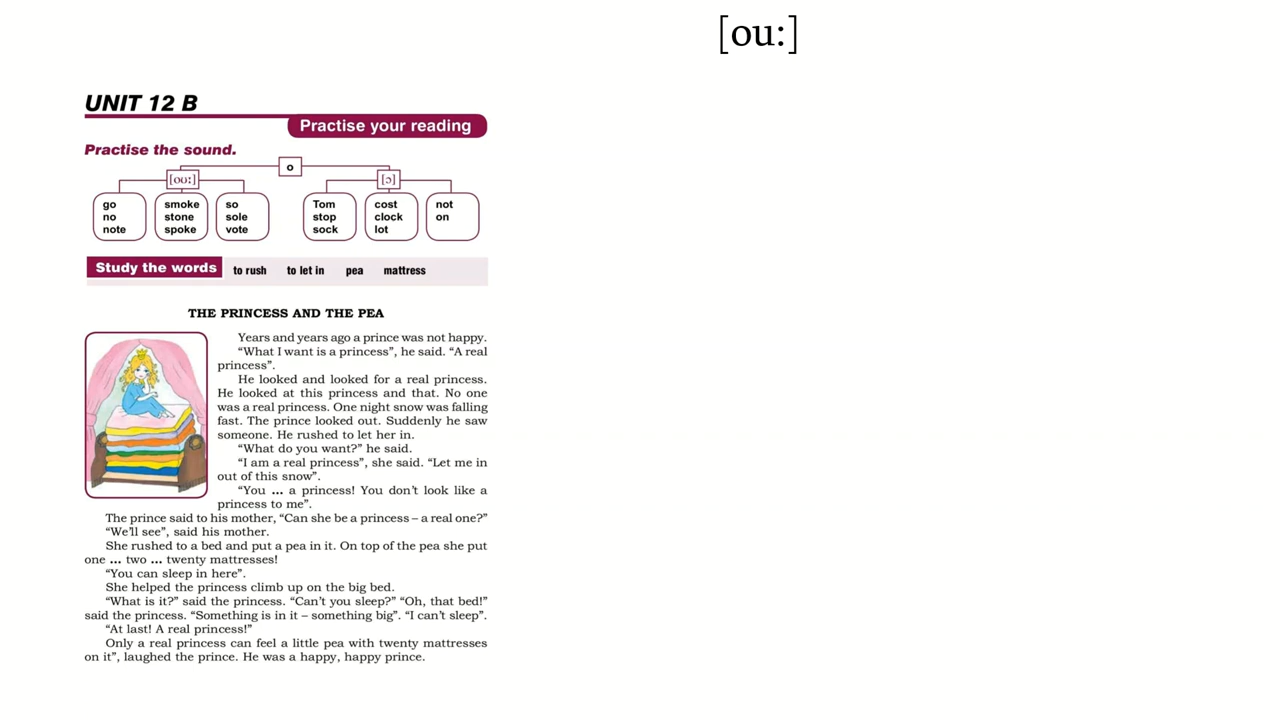 [ou:]
UNIT 12 B
Practise your reading
Practise the sound.
o
[oʊ:] [ɔ]
go smoke so Tom cost not
no stone sole stop clock on
note spoke vote sock lot
Study the words to rush to let in pea mattress
THE PRINCESS AND THE PEA
Years and years ago a prince was not happy.
“What I want is a princess”, he said. “A real
princess”.
He looked and looked for a real princess.
He looked at this princess and that. No one
was a real princess. One night snow was falling
fast. The prince looked out. Suddenly he saw
someone. He rushed to let her in.
“What do you want?” he said.
“I am a real princess”, she said. “Let me in
out of this snow”.
“You ... a princess! You don’t look like a
princess to me”.
The prince said to his mother, “Can she be a princess – a real one?”
“We’ll see”, said his mother.
She rushed to a bed and put a pea in it. On top of the pea she put
one ... two ... twenty mattresses!
“You can sleep in here”.
She helped the princess climb up on the big bed.
“What is it?” said the princess. “Can’t you sleep?” “Oh, that bed!”
said the princess. “Something is in it – something big”. “I can’t sleep”.
“At last! A real princess!”
Only a real princess can feel a little pea with twenty mattresses
on it”, laughed the prince. He was a happy, happy prince.